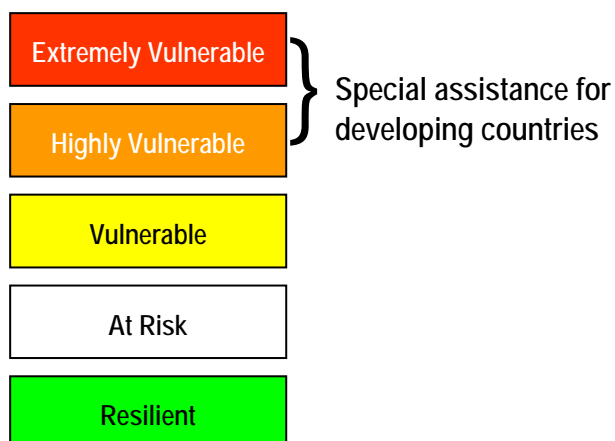 Extremely Vulnerable
Special assistance for
developing countries
Highly Vulnerable
Vulnerable
At Risk
Resilient